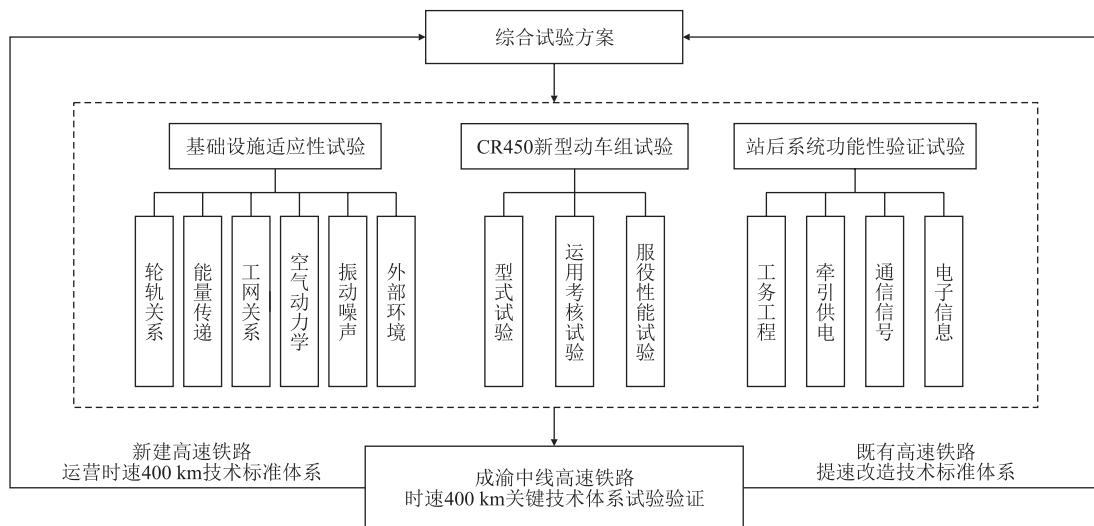 综合试验方案
基础设施适应性试验
CR450新型动车组试验
站后系统功能性验证试验
轮轨关系
能量传递
工网关系
空气动力学
振动噪声
外部环境
型式试验
运用考核试验
服役性能试验
工务工程
牵引供电
通信信号
电子信息
新建高速铁路
运营时速400 km技术标准体系
成渝中线高速铁路
时速400 km关键技术体系试验验证
既有高速铁路
提速改造技术标准体系